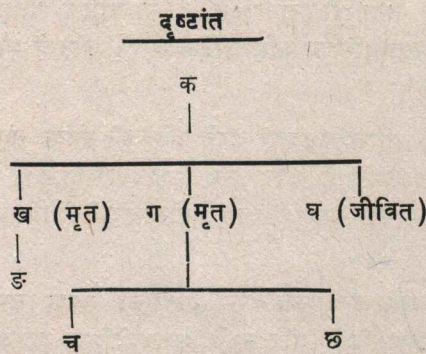 दृष्टांत
क
ख (मृत) ग (मृत) घ (जीवित)
ङ
च छ